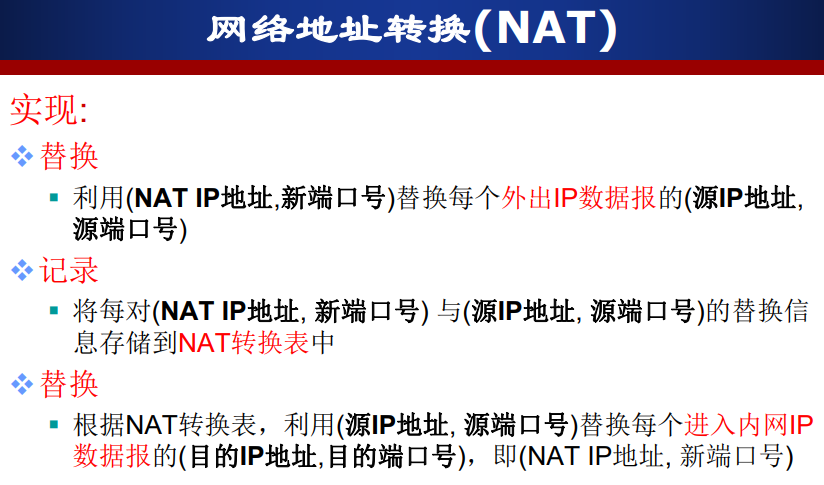 网络地址转换(NAT)
实现:
替换
利用(NAT IP地址,新端口号)替换每个外出IP数据报的(源IP地址,
源端口号)
记录
将每对(NAT IP地址, 新端口号) 与(源IP地址, 源端口号)的替换信
息存储到NAT转换表中
替换
根据NAT转换表，利用(源IP地址, 源端口号)替换每个进入内网IP
数据报的(目的IP地址,目的端口号)，即(NAT IP地址, 新端口号)